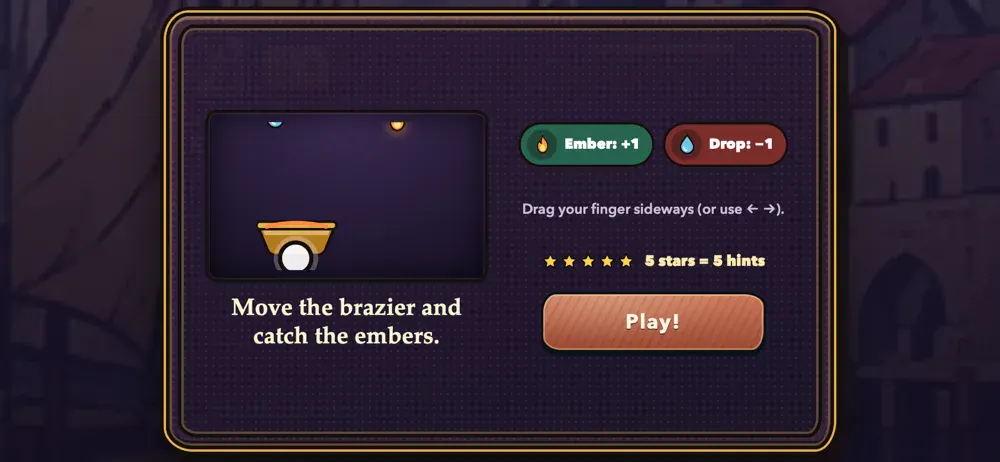 Ember: +1
Drop: −1
Drag your finger sideways (or use ← →).
5 stars = 5 hints
Play!
Move the brazier and
catch the embers.